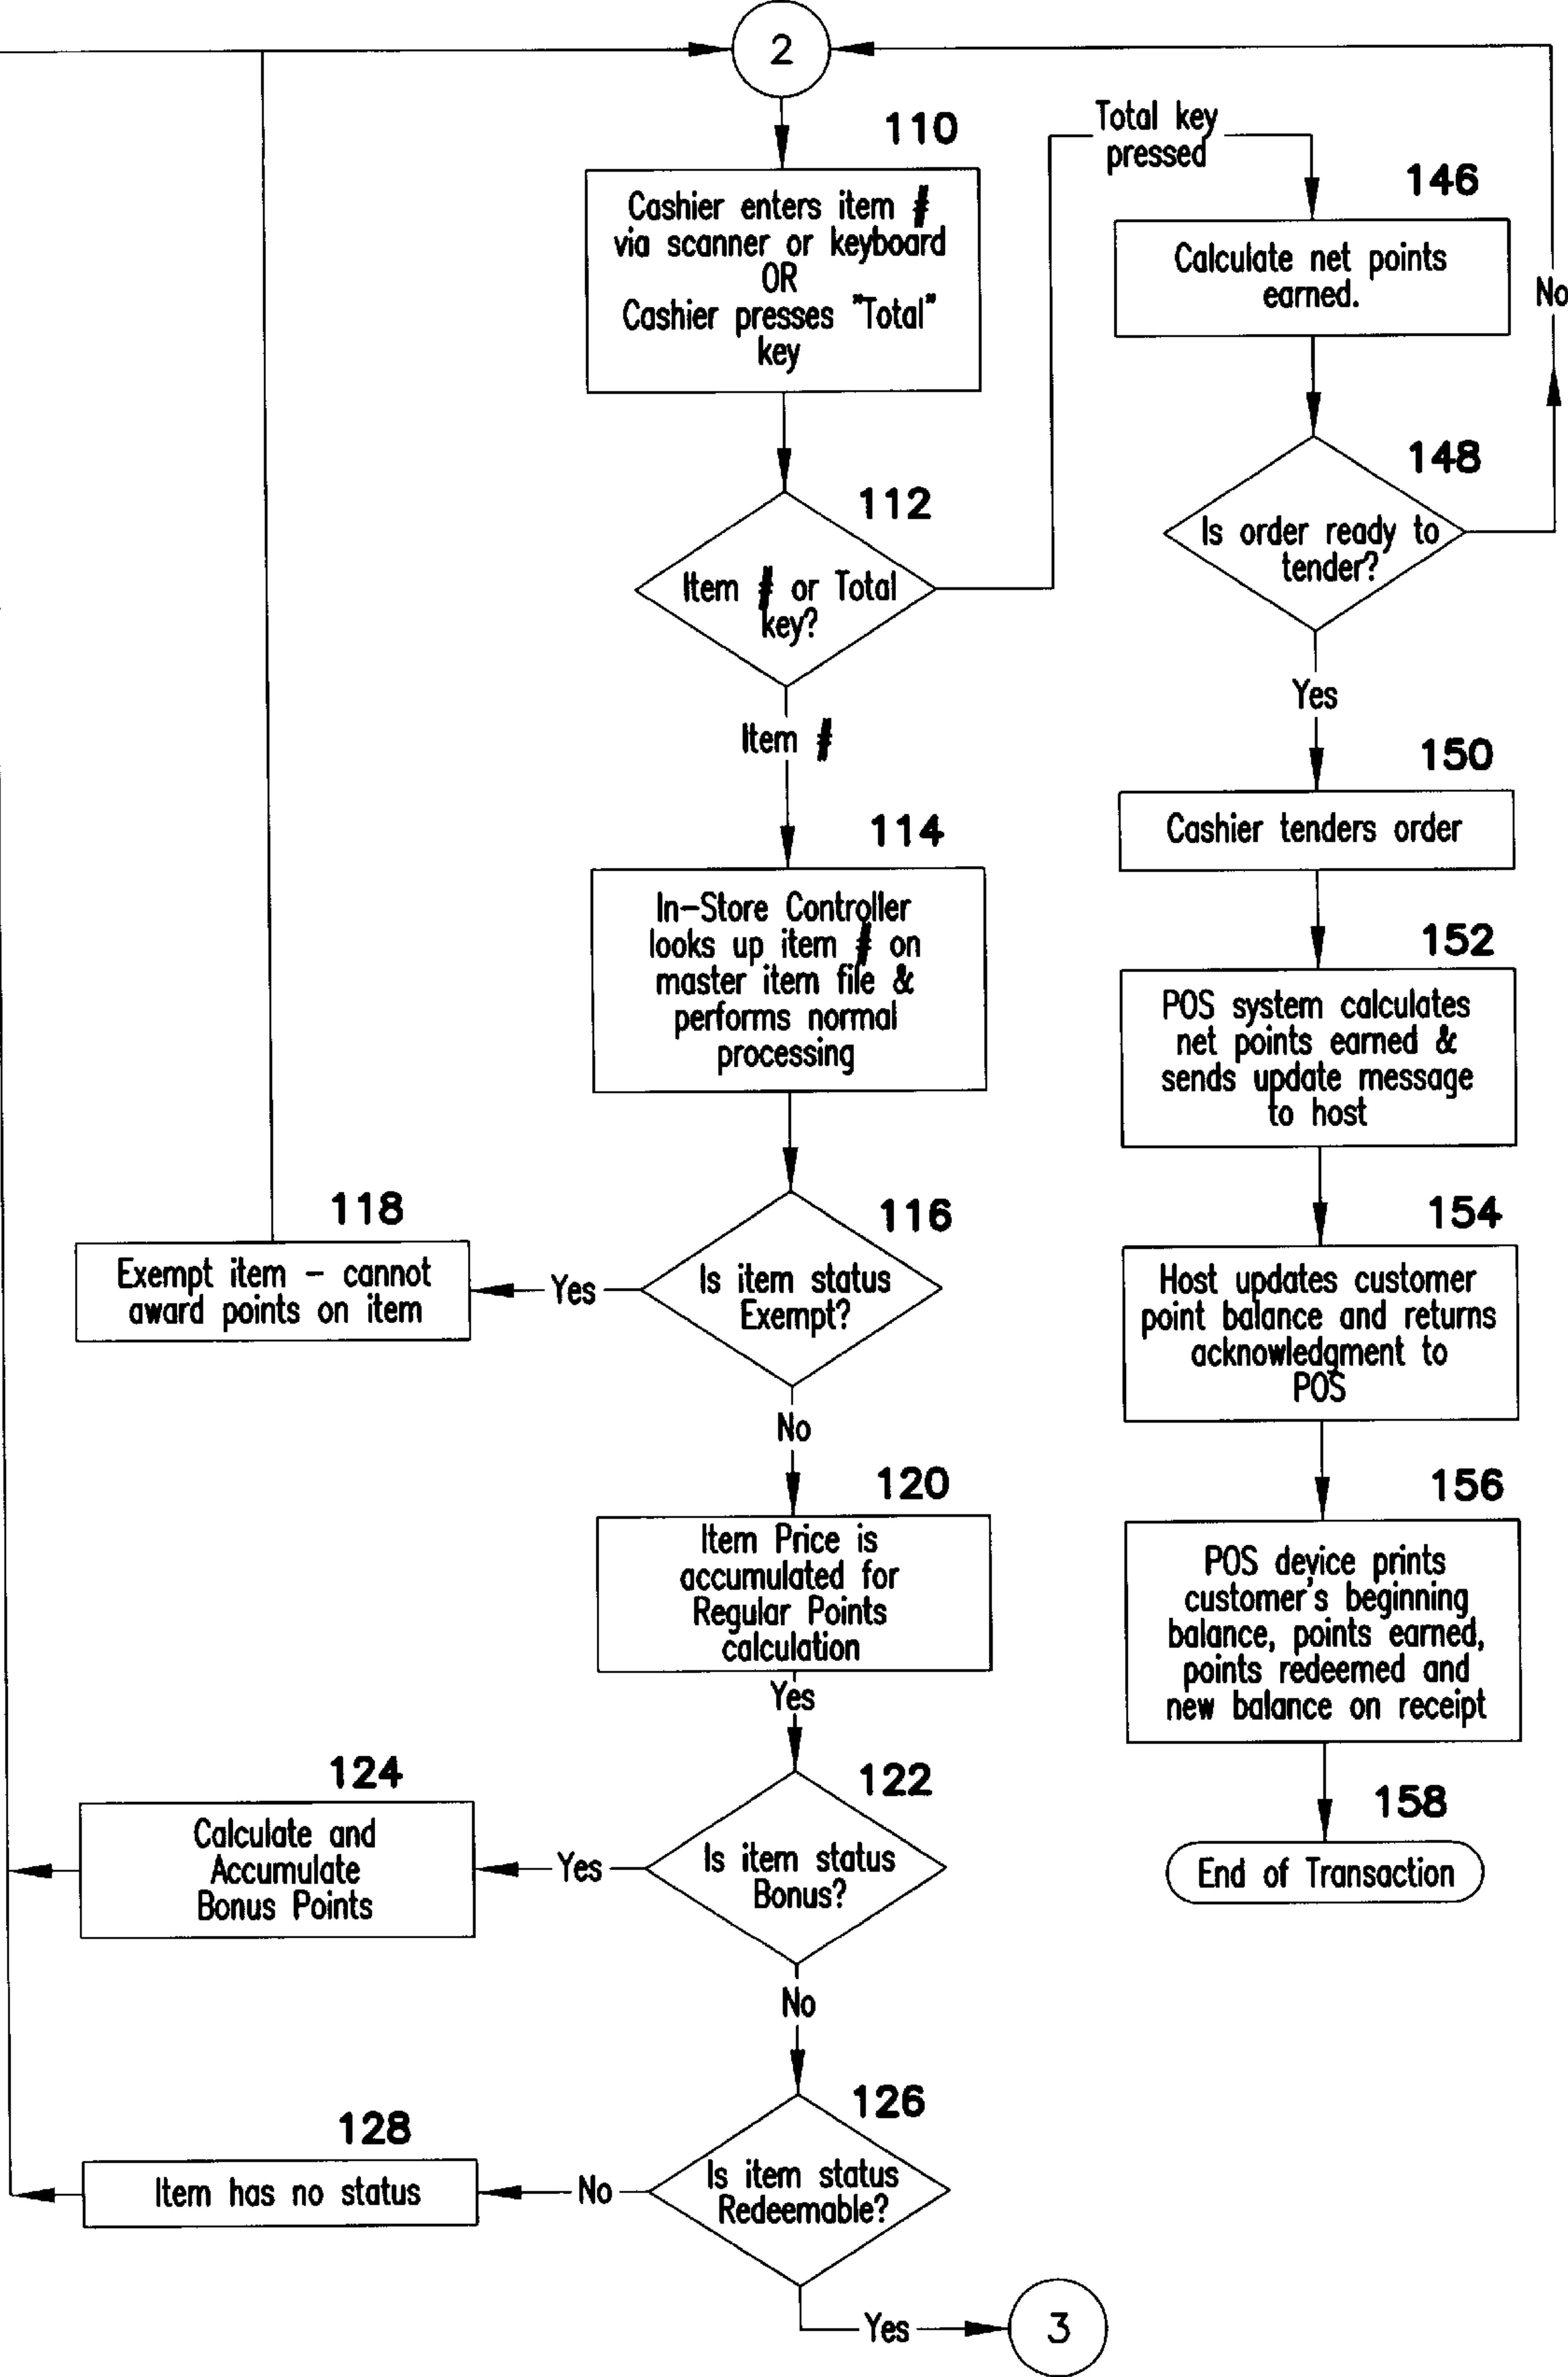 2
110
Cashier enters item #
via scanner or keyboard
OR
Cashier presses "Total"
key
112
Item # or Total
key?
Item #
114
In-Store Controller
looks up item # on
master item file &
performs normal
processing
116
Is item status
Exempt?
Yes
118
Exempt item - cannot
award points on item
No
120
Item Price is
accumulated for
Regular Points
calculation
Yes
122
Is item status
Bonus?
Yes
124
Calculate and
Accumulate
Bonus Points
No
126
Is item status
Redeemable?
No
128
Item has no status
Yes
3
Total key
pressed
146
Calculate net points
earned.
148
Is order ready to
tender?
No
Yes
150
Cashier tenders order
152
POS system calculates
net points earned &
sends update message
to host
154
Host updates customer
point balance and returns
acknowledgment to
POS
156
POS device prints
customer's beginning
balance, points earned,
points redeemed and
new balance on receipt
158
End of Transaction